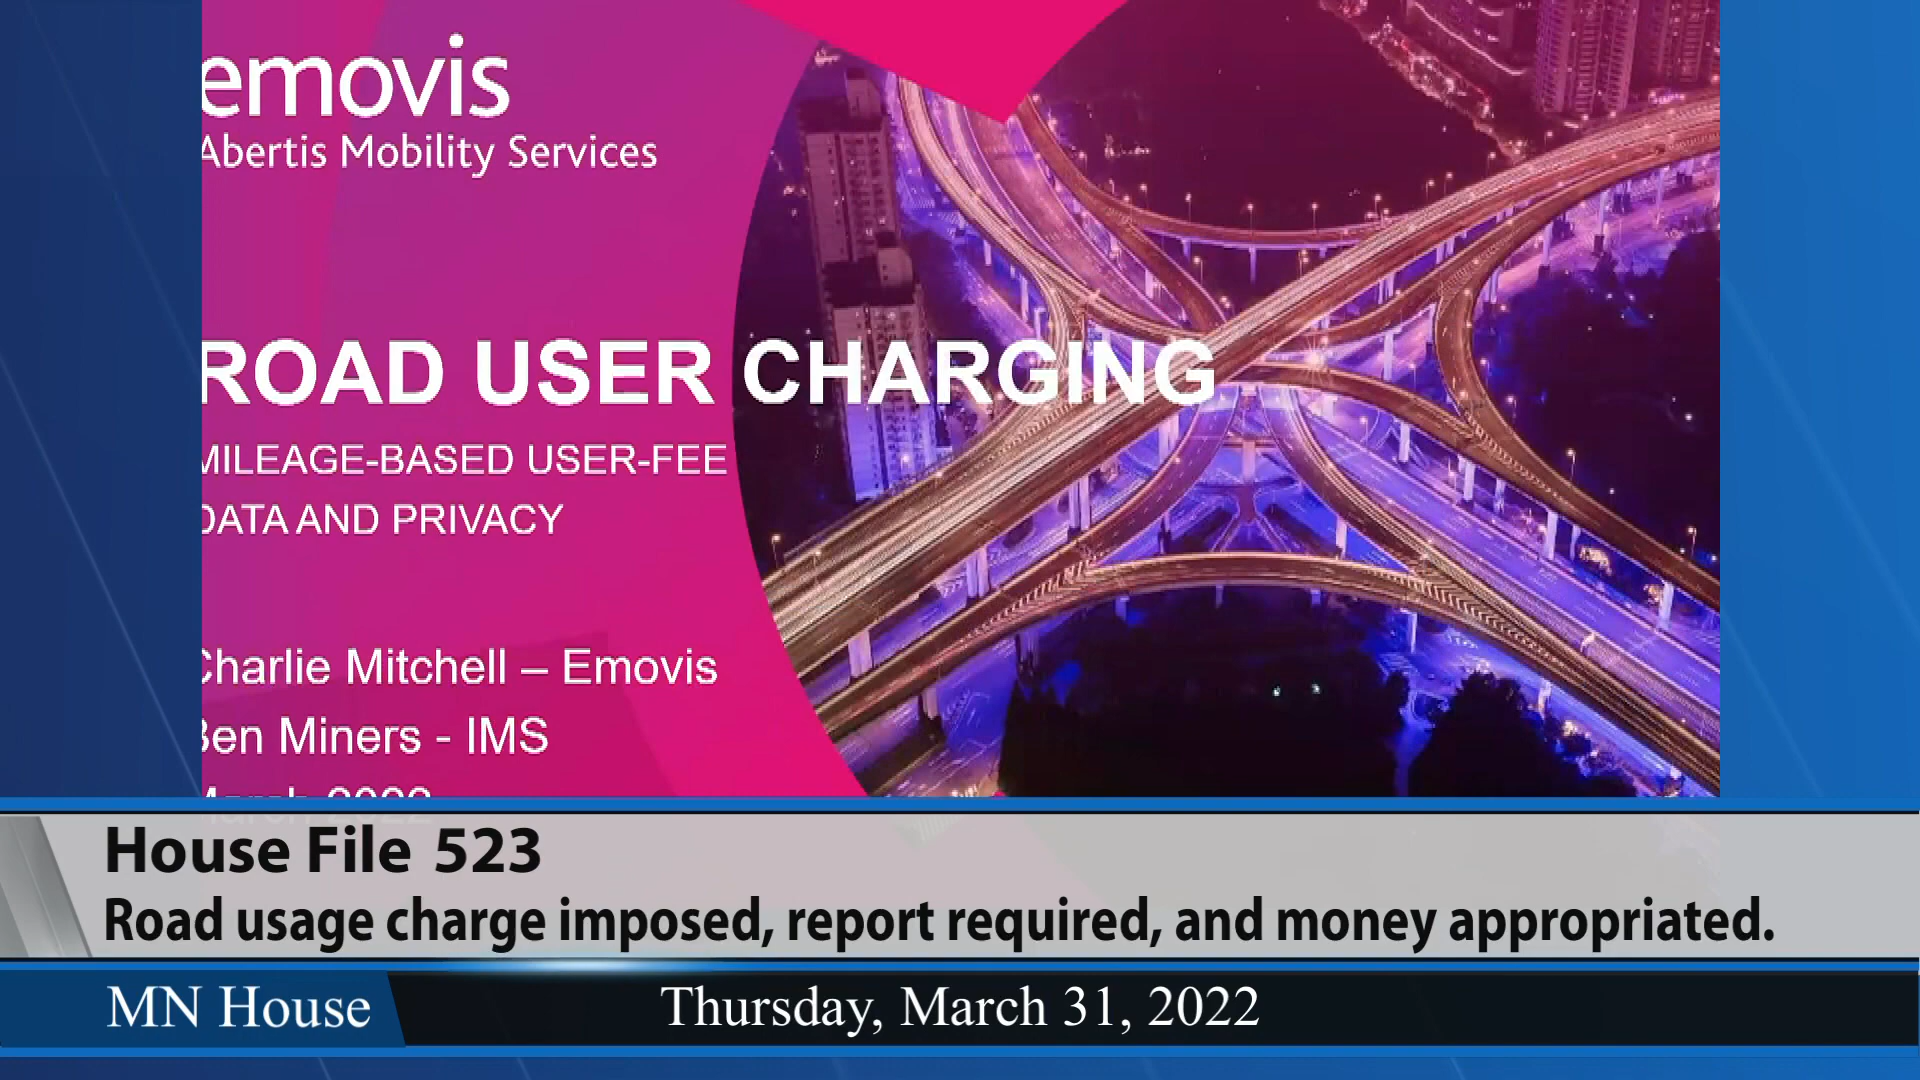 emovis
Abertis Mobility Services
ROAD USER CHARGING
MILEAGE-BASED USER-FEE
DATA AND PRIVACY
Charlie Mitchell – Emovis
Ben Miners - IMS
March 2022
House File 523
Road usage charge imposed, report required, and money appropriated.
MN House
Thursday, March 31, 2022